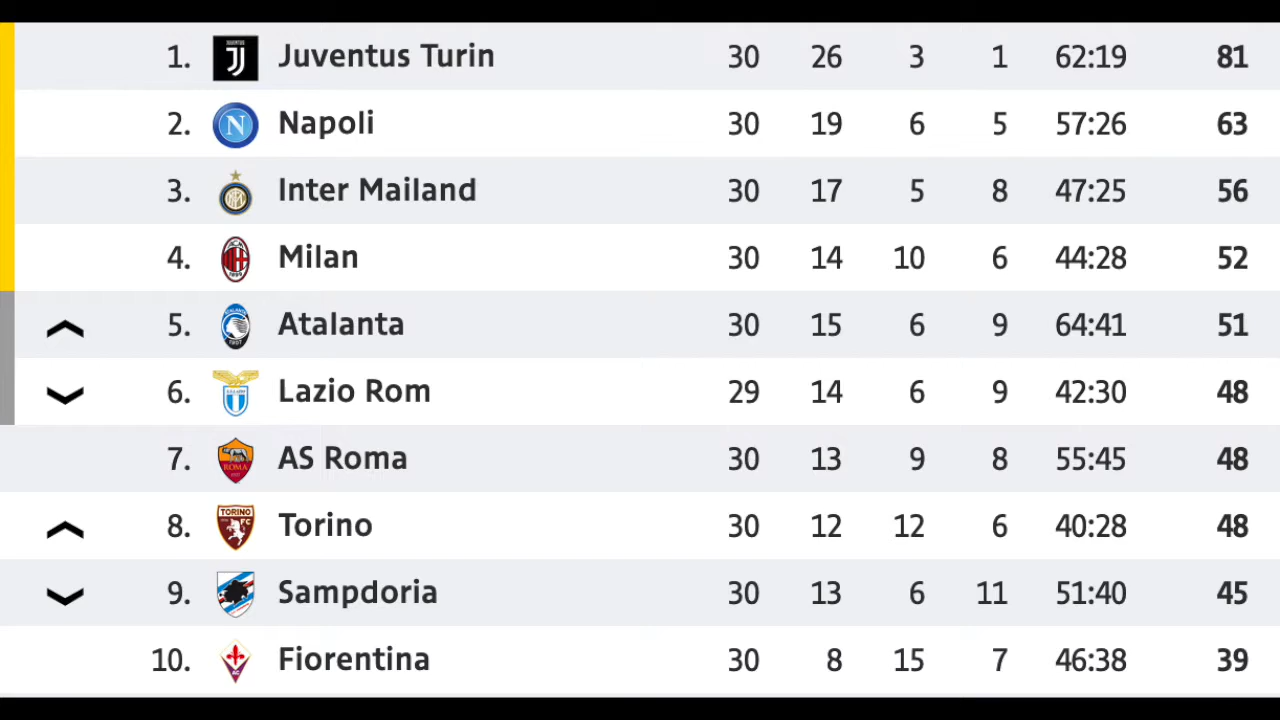 1. Juventus Turin 30 26 3 1 62:19 81
2. Napoli 30 19 6 5 57:26 63
3. Inter Mailand 30 17 5 8 47:25 56
4. Milan 30 14 10 6 44:28 52
5. Atalanta 30 15 6 9 64:41 51
6. Lazio Rom 29 14 6 9 42:30 48
7. AS Roma 30 13 9 8 55:45 48
8. Torino 30 12 12 6 40:28 48
9. Sampdoria 30 13 6 11 51:40 45
10. Fiorentina 30 8 15 7 46:38 39